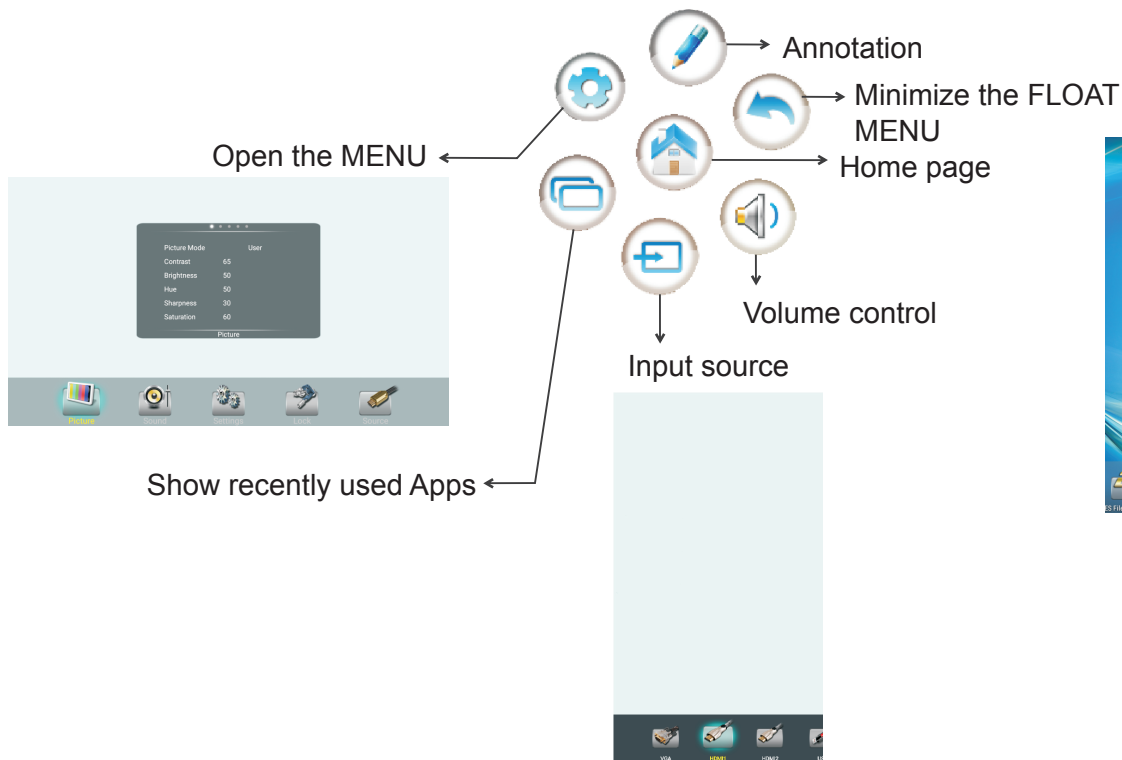 Annotation
Minimize the FLOAT
MENU
Open the MENU
Home page
Picture Mode User
Contrast 65
Brightness 50
Hue 50
Sharpness 30
Saturation 60
Picture
Volume control
Input source
Picture Sound Settings Lock Source
Show recently used Apps
ES File
VGA HDMI1 HDMI2